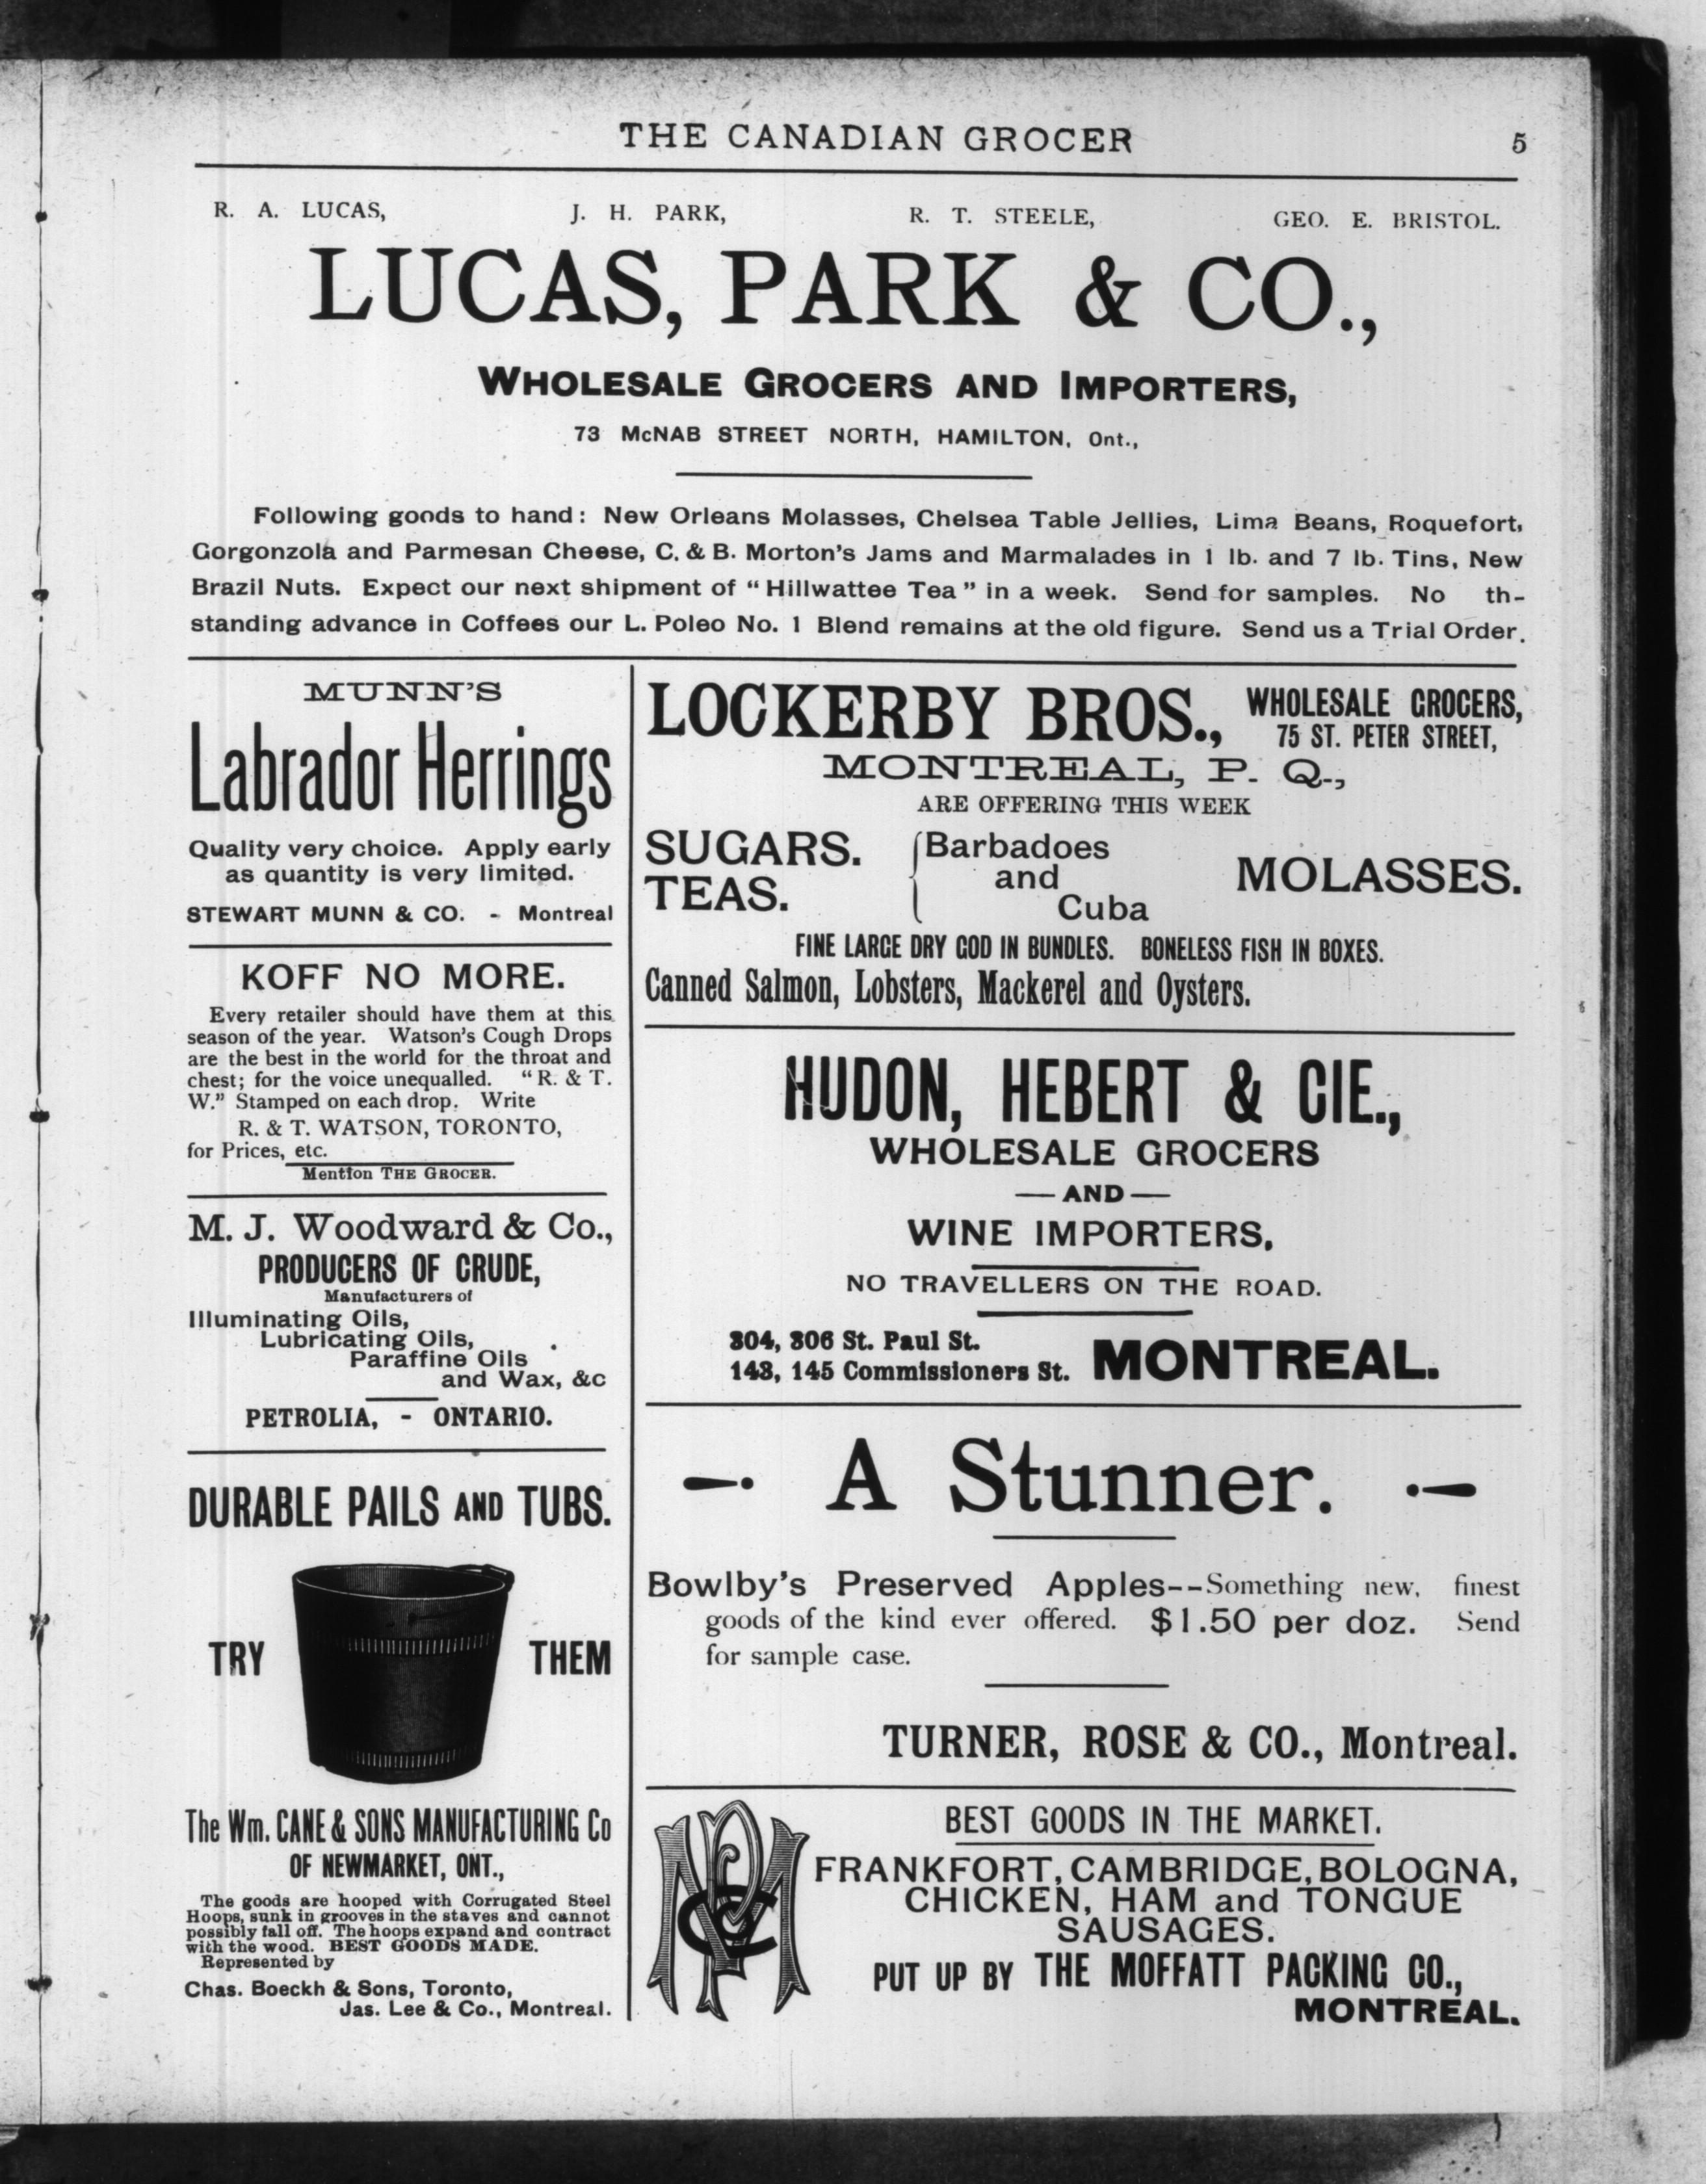 THE CANADIAN GROCER 5
R. A. LUCAS, J. H. PARK, R. T. STEELE, GEO. E. BRISTOL.
LUCAS, PARK & CO.,
WHOLESALE GROCERS AND IMPORTERS,
73 McNAB STREET NORTH, HAMILTON, Ont.,
Following goods to hand: New Orleans Molasses, Chelsea Table Jellies, Lima Beans, Roquefort,
Gorgonzola and Parmesan Cheese, C. & B. Morton's Jams and Marmalades in 1 lb. and 7 lb. Tins, New
Brazil Nuts. Expect our next shipment of "Hillwattee Tea" in a week. Send for samples. No th-
standing advance in Coffees our L. Poleo No. 1 Blend remains at the old figure. Send us a Trial Order.
MUNN'S
Labrador Herrings
Quality very choice. Apply early
as quantity is very limited.
STEWART MUNN & CO. - Montreal
KOFF NO MORE.
Every retailer should have them at this
season of the year. Watson's Cough Drops
are the best in the world for the throat and
chest; for the voice unequalled. "R. & T.
W." Stamped on each drop. Write
R. & T. WATSON, TORONTO,
for Prices, etc.
Mention THE GROCER.
M. J. Woodward & Co.,
PRODUCERS OF CRUDE,
Manufacturers of
Illuminating Oils,
Lubricating Oils,
Paraffine Oils
and Wax, &c
PETROLIA, - ONTARIO.
DURABLE PAILS AND TUBS.
TRY THEM
The Wm. CANE & SONS MANUFACTURING Co
OF NEWMARKET, ONT.,
The goods are hooped with Corrugated Steel
Hoops, sunk in grooves in the staves and cannot
possibly fall off. The hoops expand and contract
with the wood. BEST GOODS MADE.
Represented by
Chas. Boeckh & Sons, Toronto,
Jas. Lee & Co., Montreal.
LOCKERBY BROS., WHOLESALE GROCERS,
75 ST. PETER STREET,
MONTREAL, P. Q.,
ARE OFFERING THIS WEEK
SUGARS. Barbadoes
TEAS. and MOLASSES.
Cuba
FINE LARGE DRY COD IN BUNDLES. BONELESS FISH IN BOXES.
Canned Salmon, Lobsters, Mackerel and Oysters.
HUDON, HEBERT & CIE.,
WHOLESALE GROCERS
—AND—
WINE IMPORTERS,
NO TRAVELLERS ON THE ROAD.
304, 306 St. Paul St.
143, 145 Commissioners St. MONTREAL.
A Stunner.
Bowlby's Preserved Apples--Something new, finest
goods of the kind ever offered. $1.50 per doz. Send
for sample case.
TURNER, ROSE & CO., Montreal.
BEST GOODS IN THE MARKET.
FRANKFORT, CAMBRIDGE, BOLOGNA,
CHICKEN, HAM and TONGUE
SAUSAGES.
PUT UP BY THE MOFFATT PACKING CO.,
MONTREAL.